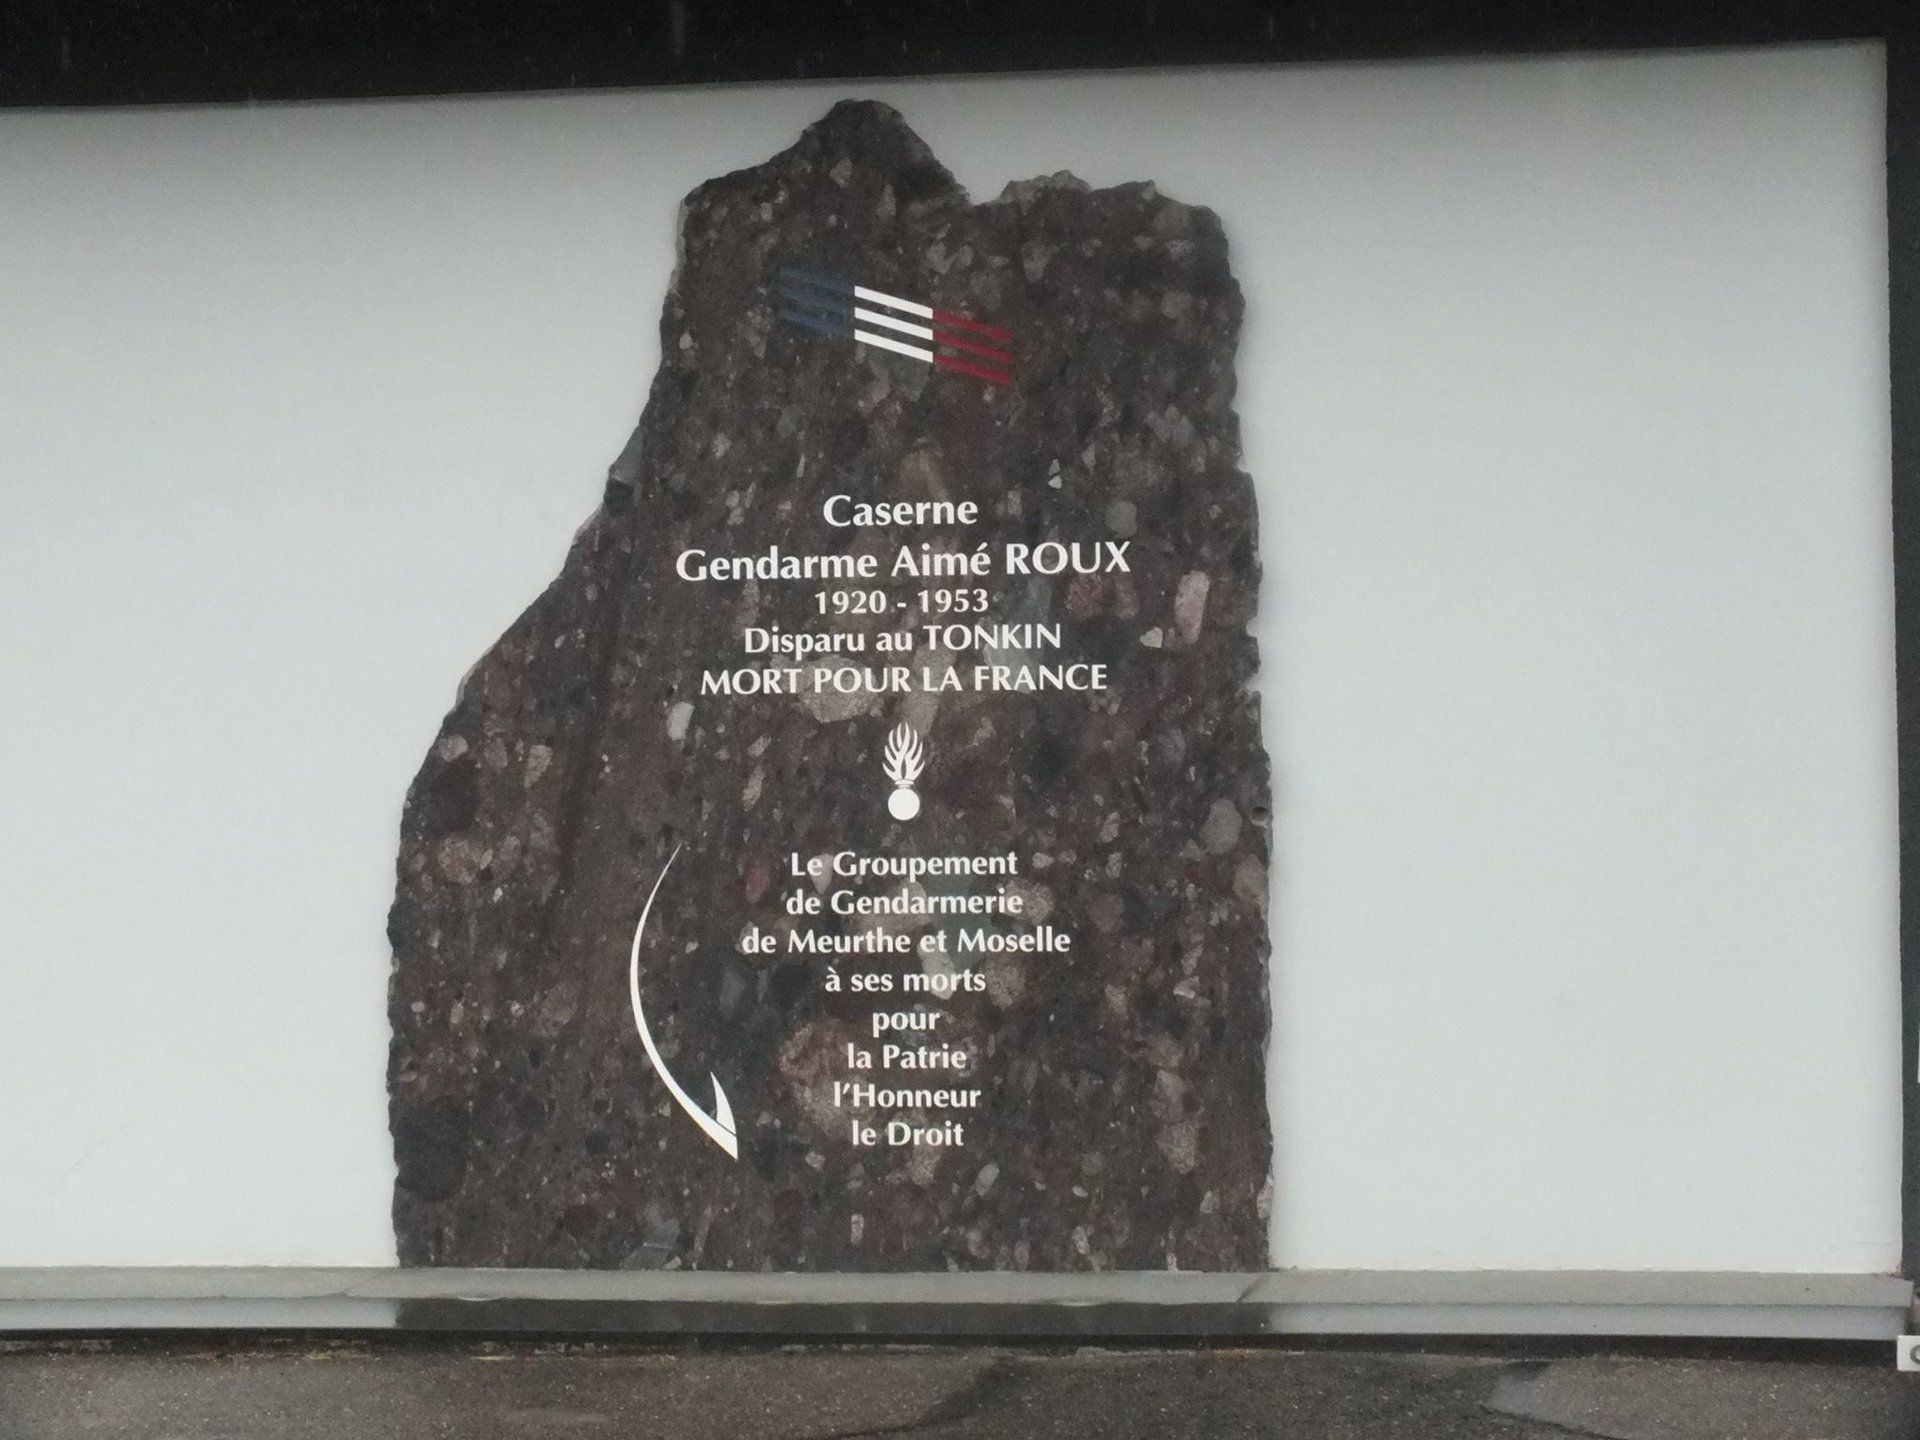 Caserne
Gendarme Aimé ROUX
1920 - 1953
Disparu au TONKIN
MORT POUR LA FRANCE
Le Groupement
de Gendarmerie
de Meurthe et Moselle
à ses morts
pour
la Patrie
l'Honneur
le Droit